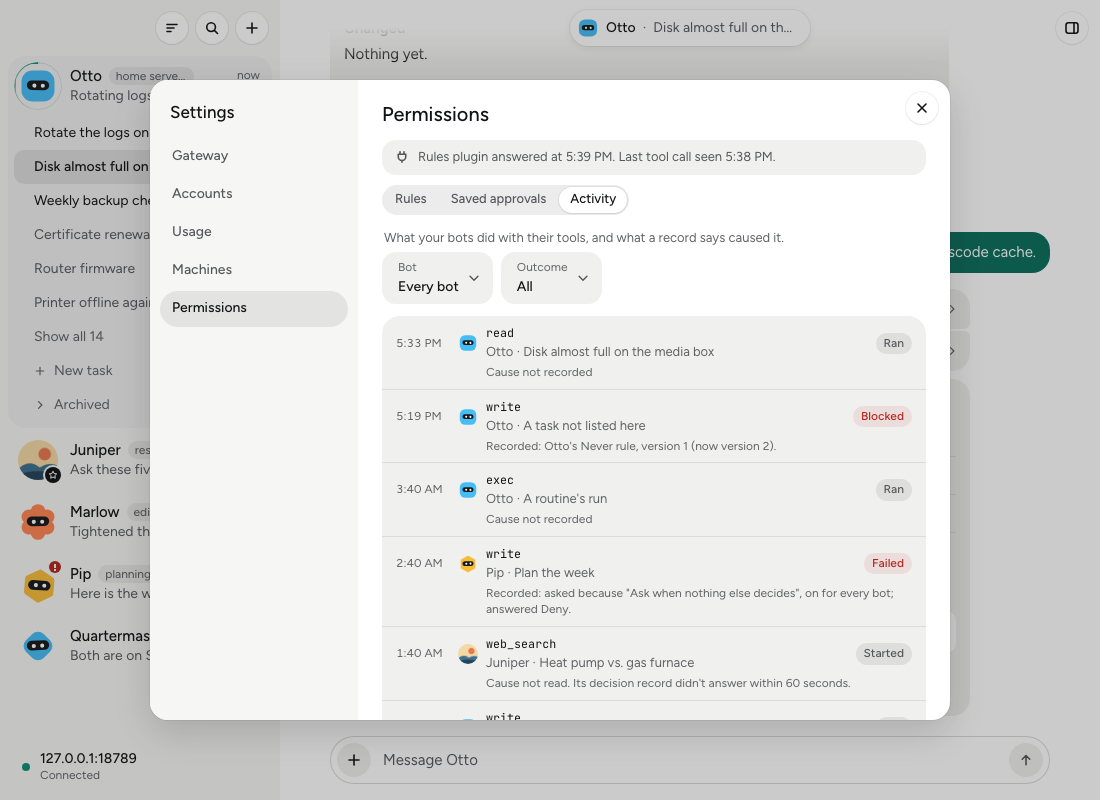 Otto · Disk almost full on th...
Changed
Nothing yet.
Otto home serve... now
Rotating logs
Rotate the logs on
Disk almost full on
Weekly backup che
Certificate renewa
Router firmware
Printer offline again
Show all 14
New task
Archived
Juniper res
Ask these fiv
Marlow edi
Tightened th
Pip planning
Here is the w
Quartermas
Both are on S
127.0.0.1:18789
Connected
scode cache.
Message Otto
Settings
Gateway
Accounts
Usage
Machines
Permissions
Permissions
Rules plugin answered at 5:39 PM. Last tool call seen 5:38 PM.
Rules Saved approvals Activity
What your bots did with their tools, and what a record says caused it.
Bot
Every bot
Outcome
All
5:33 PM
read
Otto · Disk almost full on the media box
Cause not recorded
Ran
5:19 PM
write
Otto · A task not listed here
Recorded: Otto's Never rule, version 1 (now version 2).
Blocked
3:40 AM
exec
Otto · A routine's run
Cause not recorded
Ran
2:40 AM
write
Pip · Plan the week
Recorded: asked because "Ask when nothing else decides", on for every bot;
answered Deny.
Failed
1:40 AM
web_search
Juniper · Heat pump vs. gas furnace
Cause not read. Its decision record didn't answer within 60 seconds.
Started
write